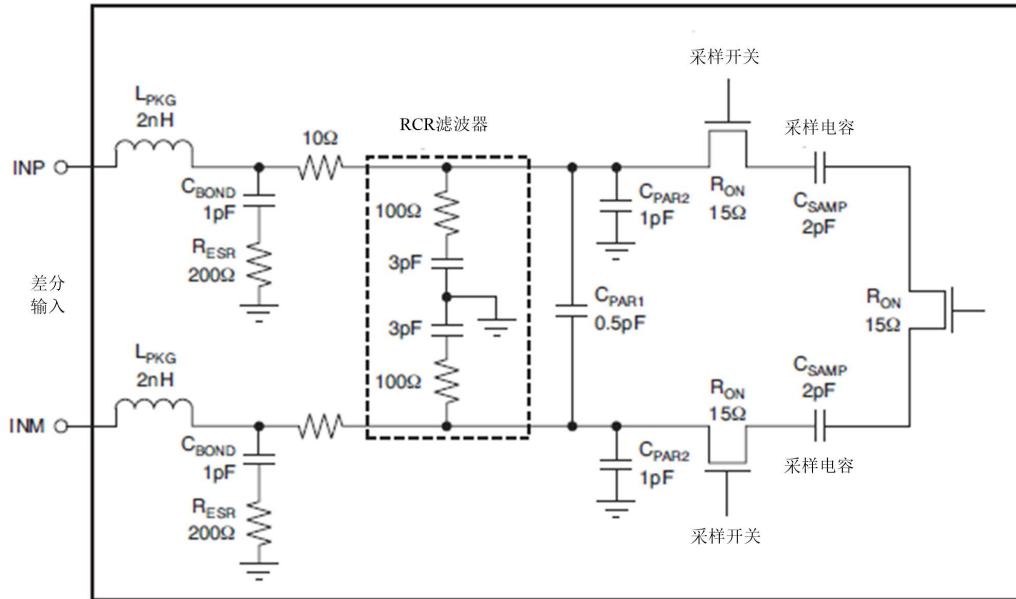 采样开关
L_PKG
2nH
10Ω
RCR滤波器
采样电容
INP
C_BOND
1pF
100Ω
C_PAR2
1pF
R_ON
15Ω
C_SAMP
2pF
R_ESR
200Ω
3pF
差分
输入
C_PAR1
0.5pF
R_ON
15Ω
3pF
L_PKG
2nH
100Ω
R_ON
15Ω
C_SAMP
2pF
INM
C_BOND
1pF
C_PAR2
1pF
采样电容
R_ESR
200Ω
采样开关